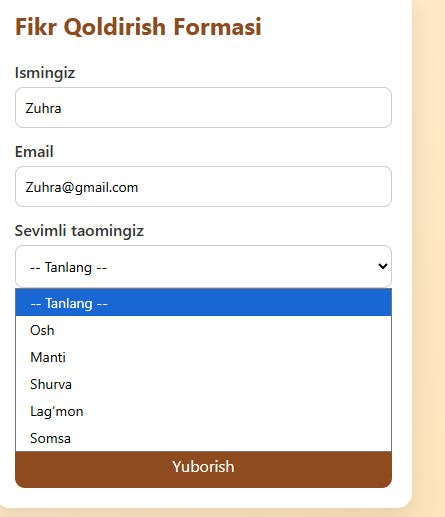 Fikr Qoldirish Formasi
Ismingiz
Zuhra
Email
Zuhra@gmail.com
Sevimli taomingiz
-- Tanlang --
-- Tanlang --
Osh
Manti
Shurva
Lag‘mon
Somsa
Yuborish